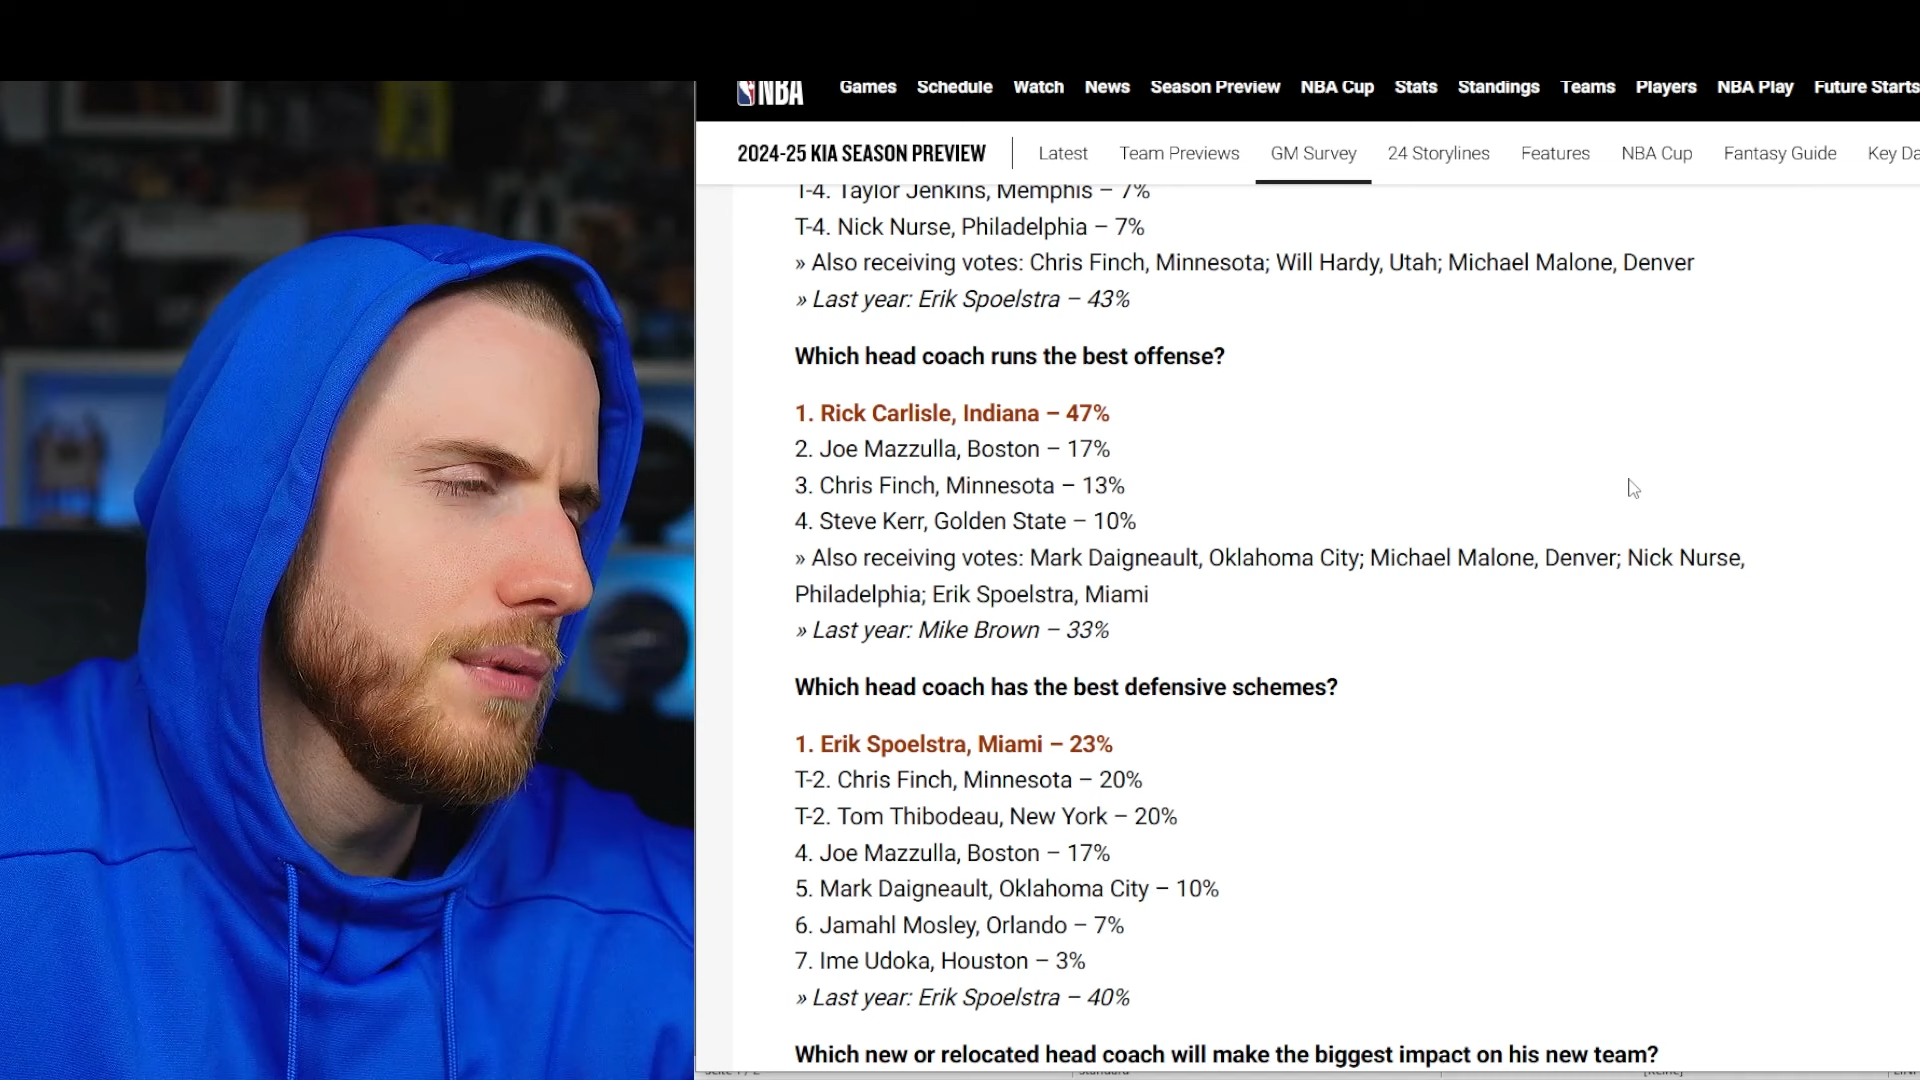 NBA Games Schedule Watch News Season Preview NBA Cup Stats Standings Teams Players NBA Play Future Starts
2024-25 KIA SEASON PREVIEW Latest Team Previews GM Survey 24 Storylines Features NBA Cup Fantasy Guide Key Da
T-4. Taylor Jenkins, Memphis – 7%
T-4. Nick Nurse, Philadelphia – 7%
» Also receiving votes: Chris Finch, Minnesota; Will Hardy, Utah; Michael Malone, Denver
» Last year: Erik Spoelstra – 43%
Which head coach runs the best offense?
1. Rick Carlisle, Indiana – 47%
2. Joe Mazzulla, Boston – 17%
3. Chris Finch, Minnesota – 13%
4. Steve Kerr, Golden State – 10%
» Also receiving votes: Mark Daigneault, Oklahoma City; Michael Malone, Denver; Nick Nurse,
Philadelphia; Erik Spoelstra, Miami
» Last year: Mike Brown – 33%
Which head coach has the best defensive schemes?
1. Erik Spoelstra, Miami – 23%
T-2. Chris Finch, Minnesota – 20%
T-2. Tom Thibodeau, New York – 20%
4. Joe Mazzulla, Boston – 17%
5. Mark Daigneault, Oklahoma City – 10%
6. Jamahl Mosley, Orlando – 7%
7. Ime Udoka, Houston – 3%
» Last year: Erik Spoelstra – 40%
Which new or relocated head coach will make the biggest impact on his new team?